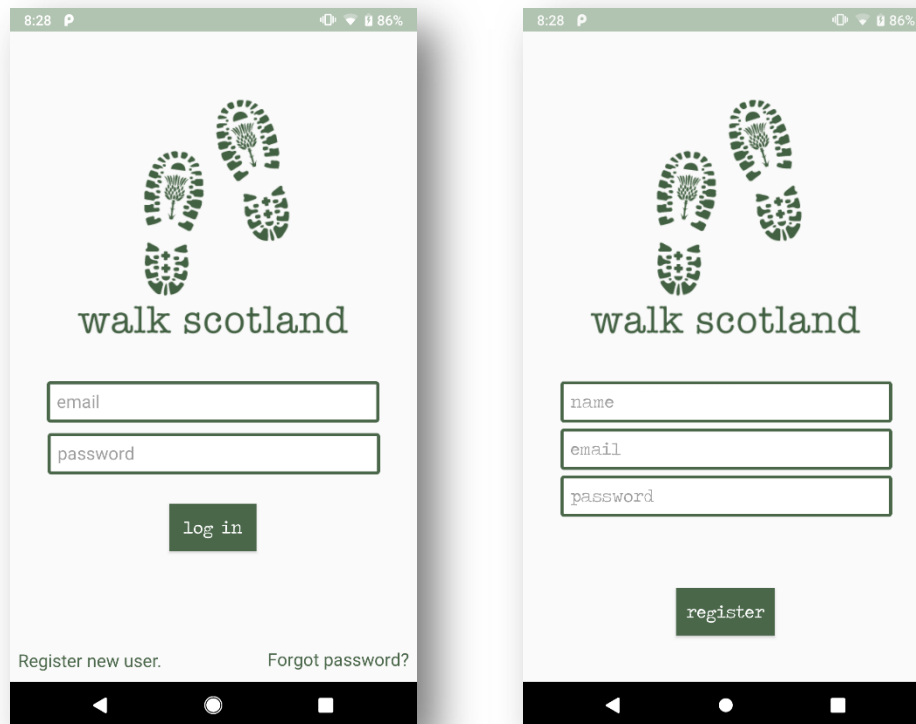 8:28 86%
walk scotland
email
password
log in
Register new user. Forgot password?
8:28 86%
walk scotland
name
email
password
register